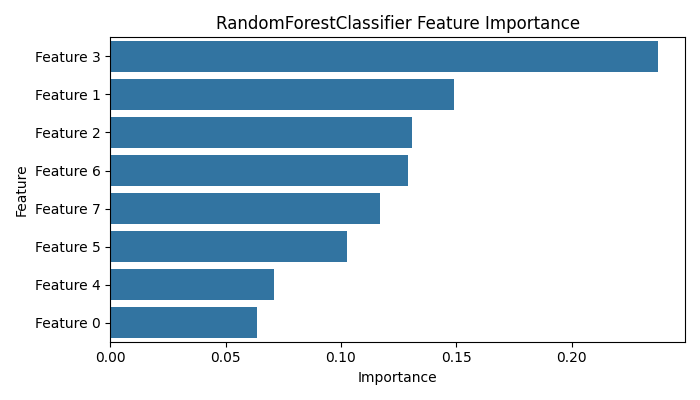 RandomForestClassifier Feature Importance
Feature
Feature 3
Feature 1
Feature 2
Feature 6
Feature 7
Feature 5
Feature 4
Feature 0
0.00 0.05 0.10 0.15 0.20
Importance